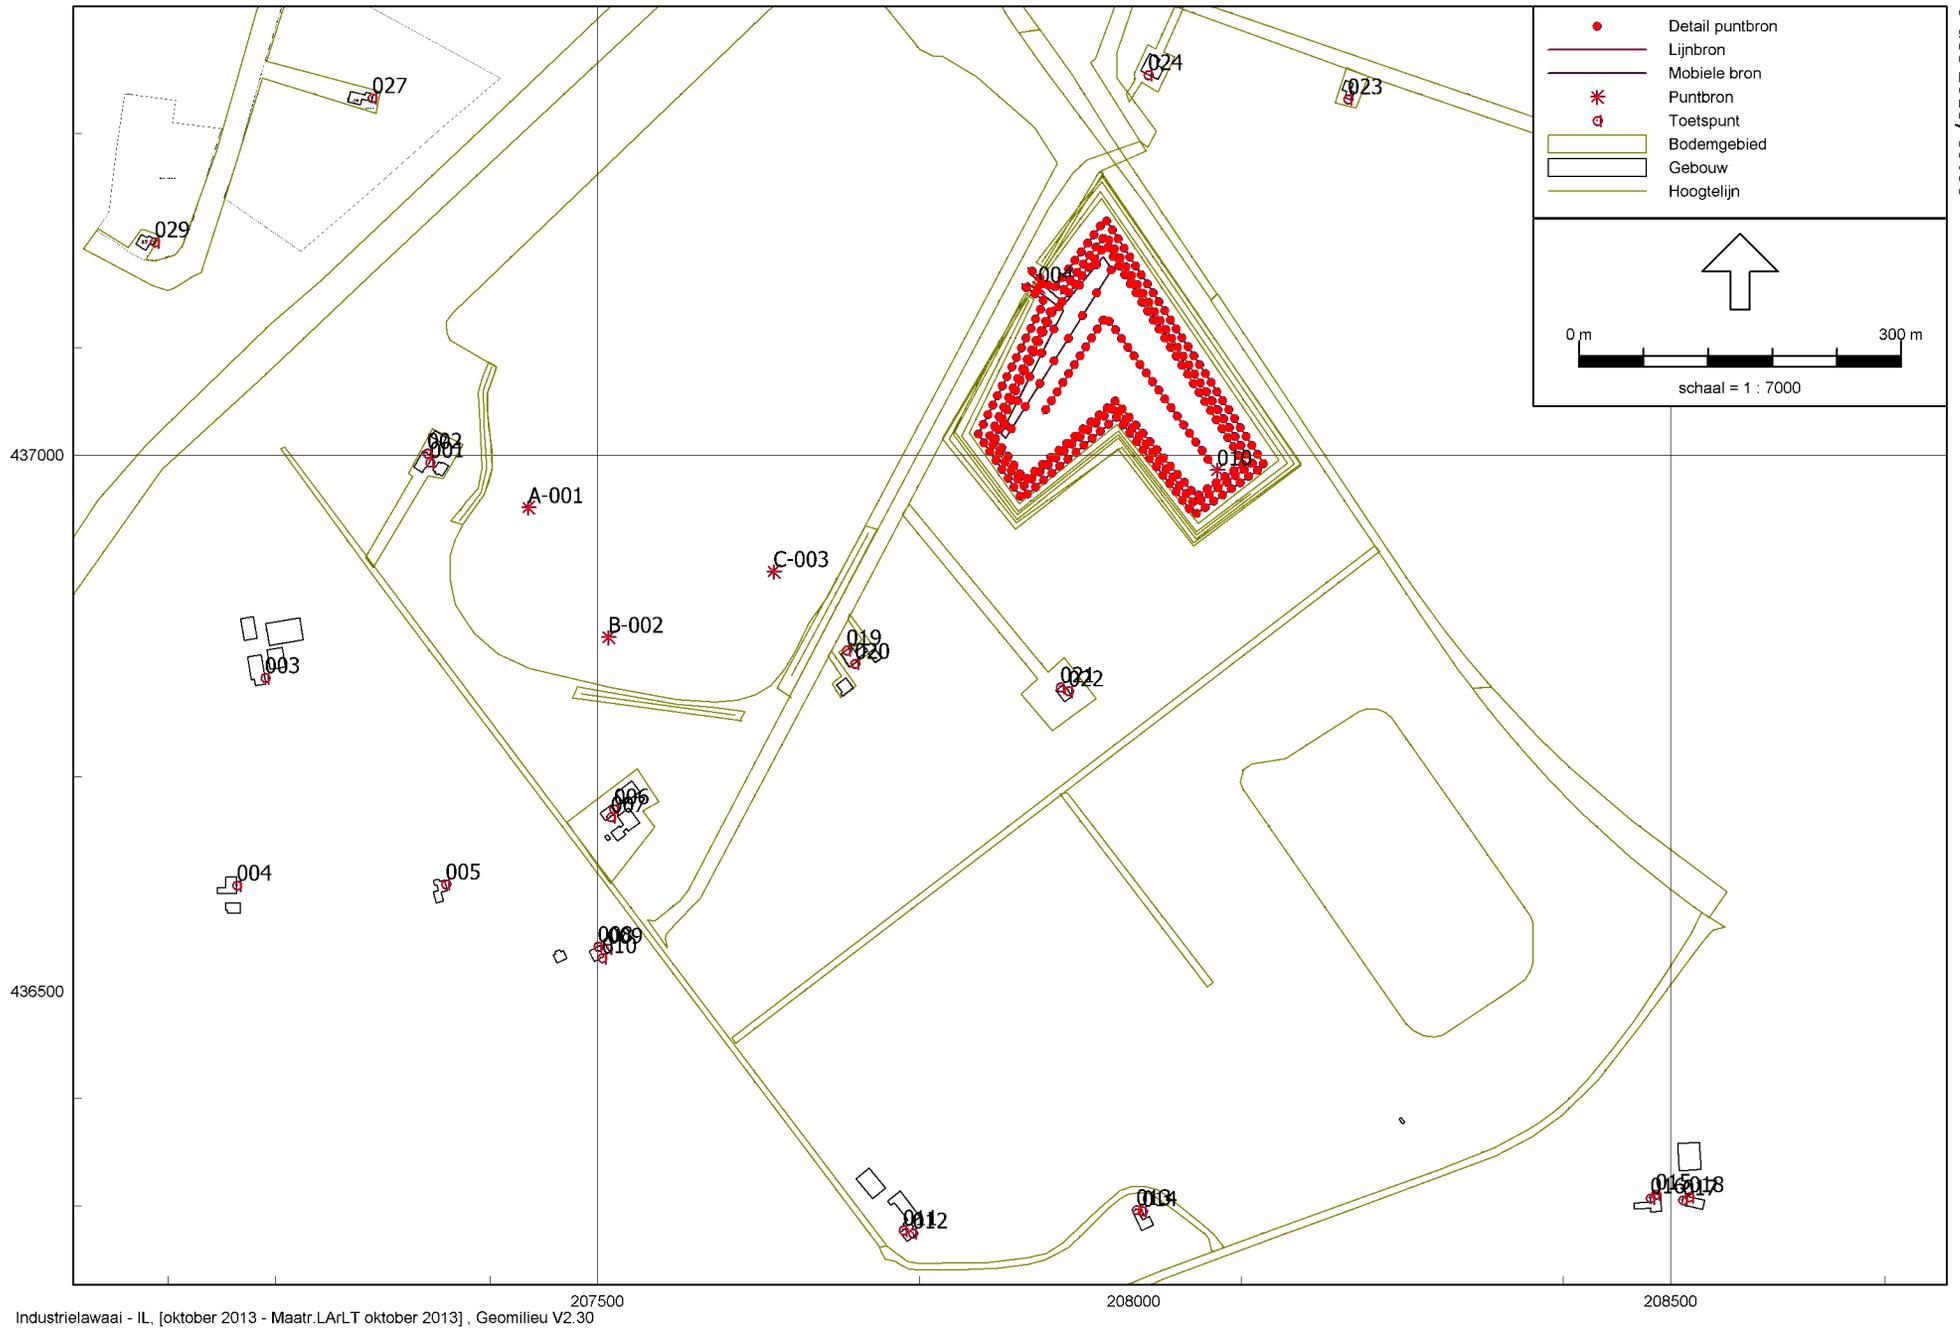 Detail puntbron
Lijnbron
Mobiele bron
Puntbron
Toetspunt
Bodemgebied
Gebouw
Hoogtelijn
0 m
300 m
schaal = 1 : 7000
024
023
027
029
004
002
001
437000
010
A-001
C-003
B-002
019
020
003
021
022
006
007
004
005
008
009
010
436500
015
016
017
018
013
014
011
012
207500
208000
208500
Industrielawaai - IL, [oktober 2013 - Maatr.LArLT oktober 2013] , Geomilieu V2.30